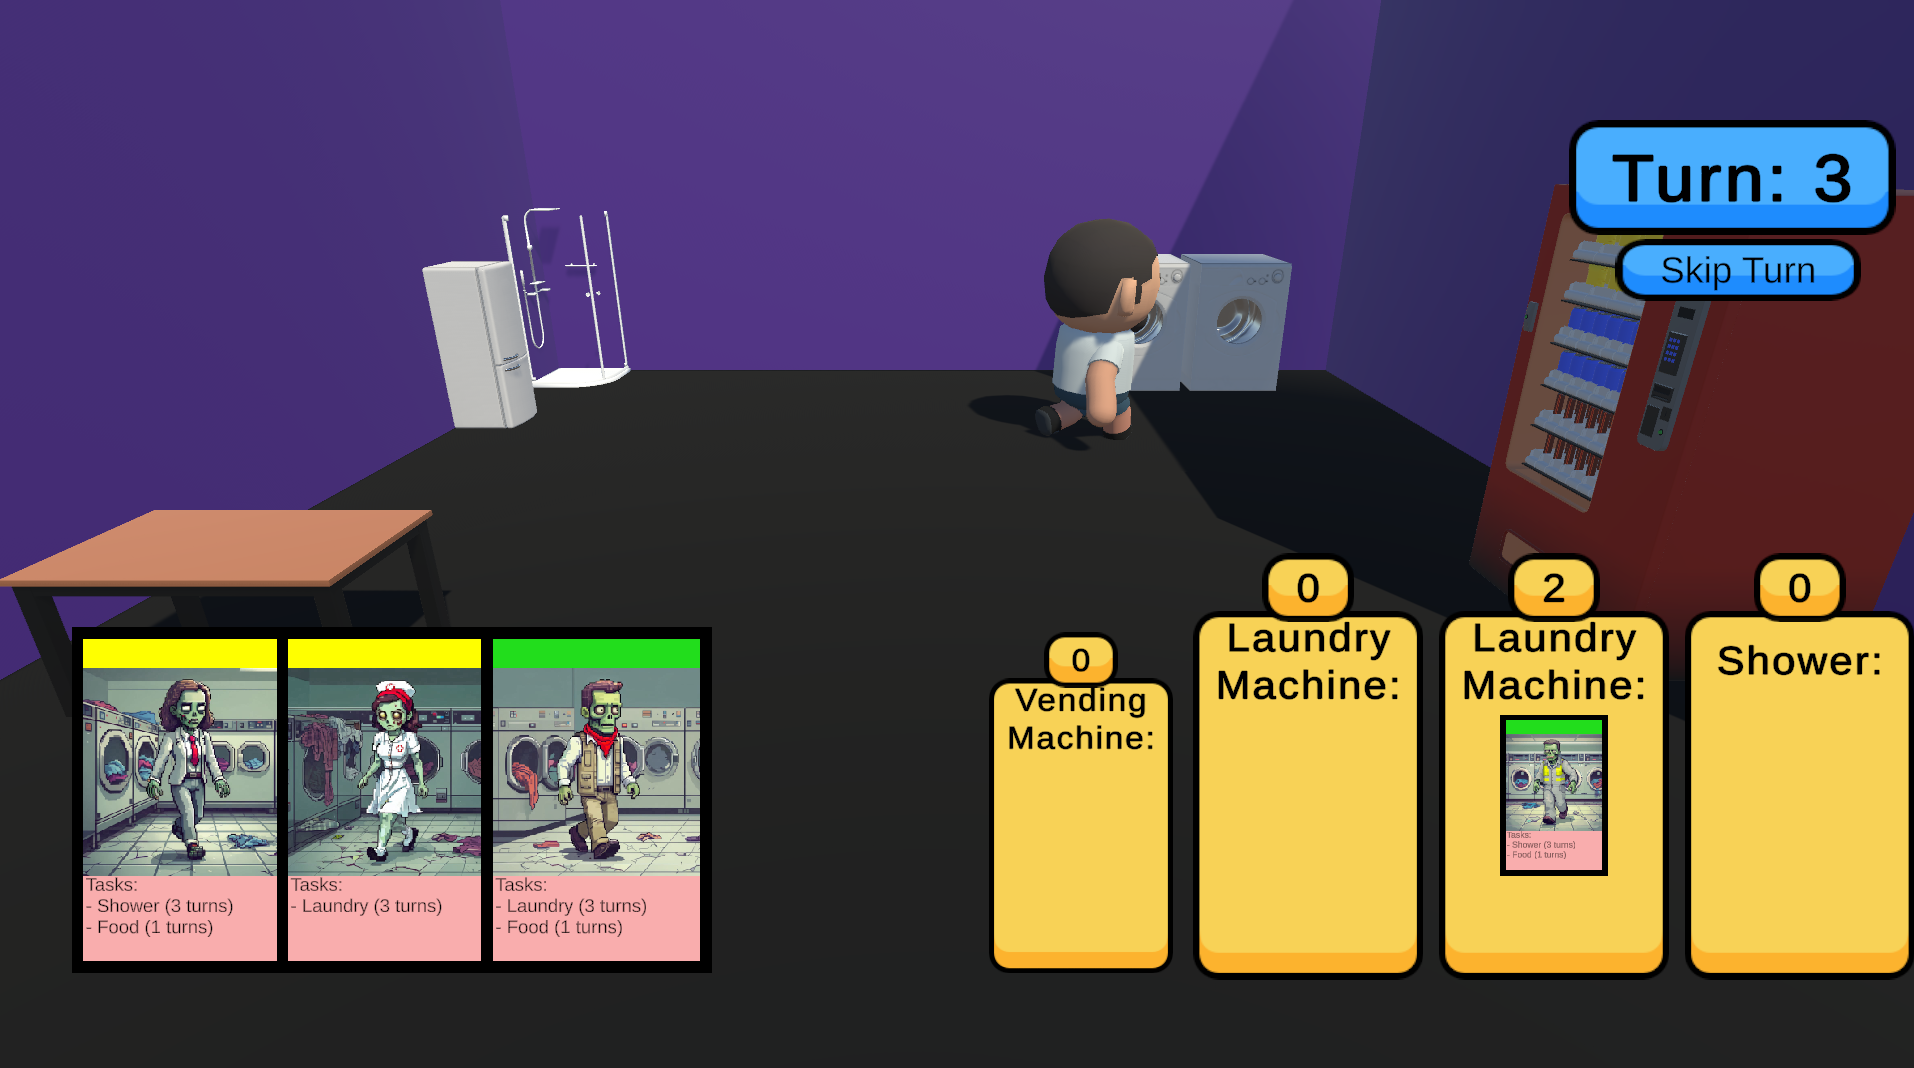 Turn: 3
Skip Turn
0
Vending
Machine:
0
Laundry
Machine:
2
Laundry
Machine:
Tasks:
- Shower (3 turns)
- Food (1 turns)
0
Shower:
Tasks:
- Shower (3 turns)
- Food (1 turns)
Tasks:
- Laundry (3 turns)
Tasks:
- Laundry (3 turns)
- Food (1 turns)